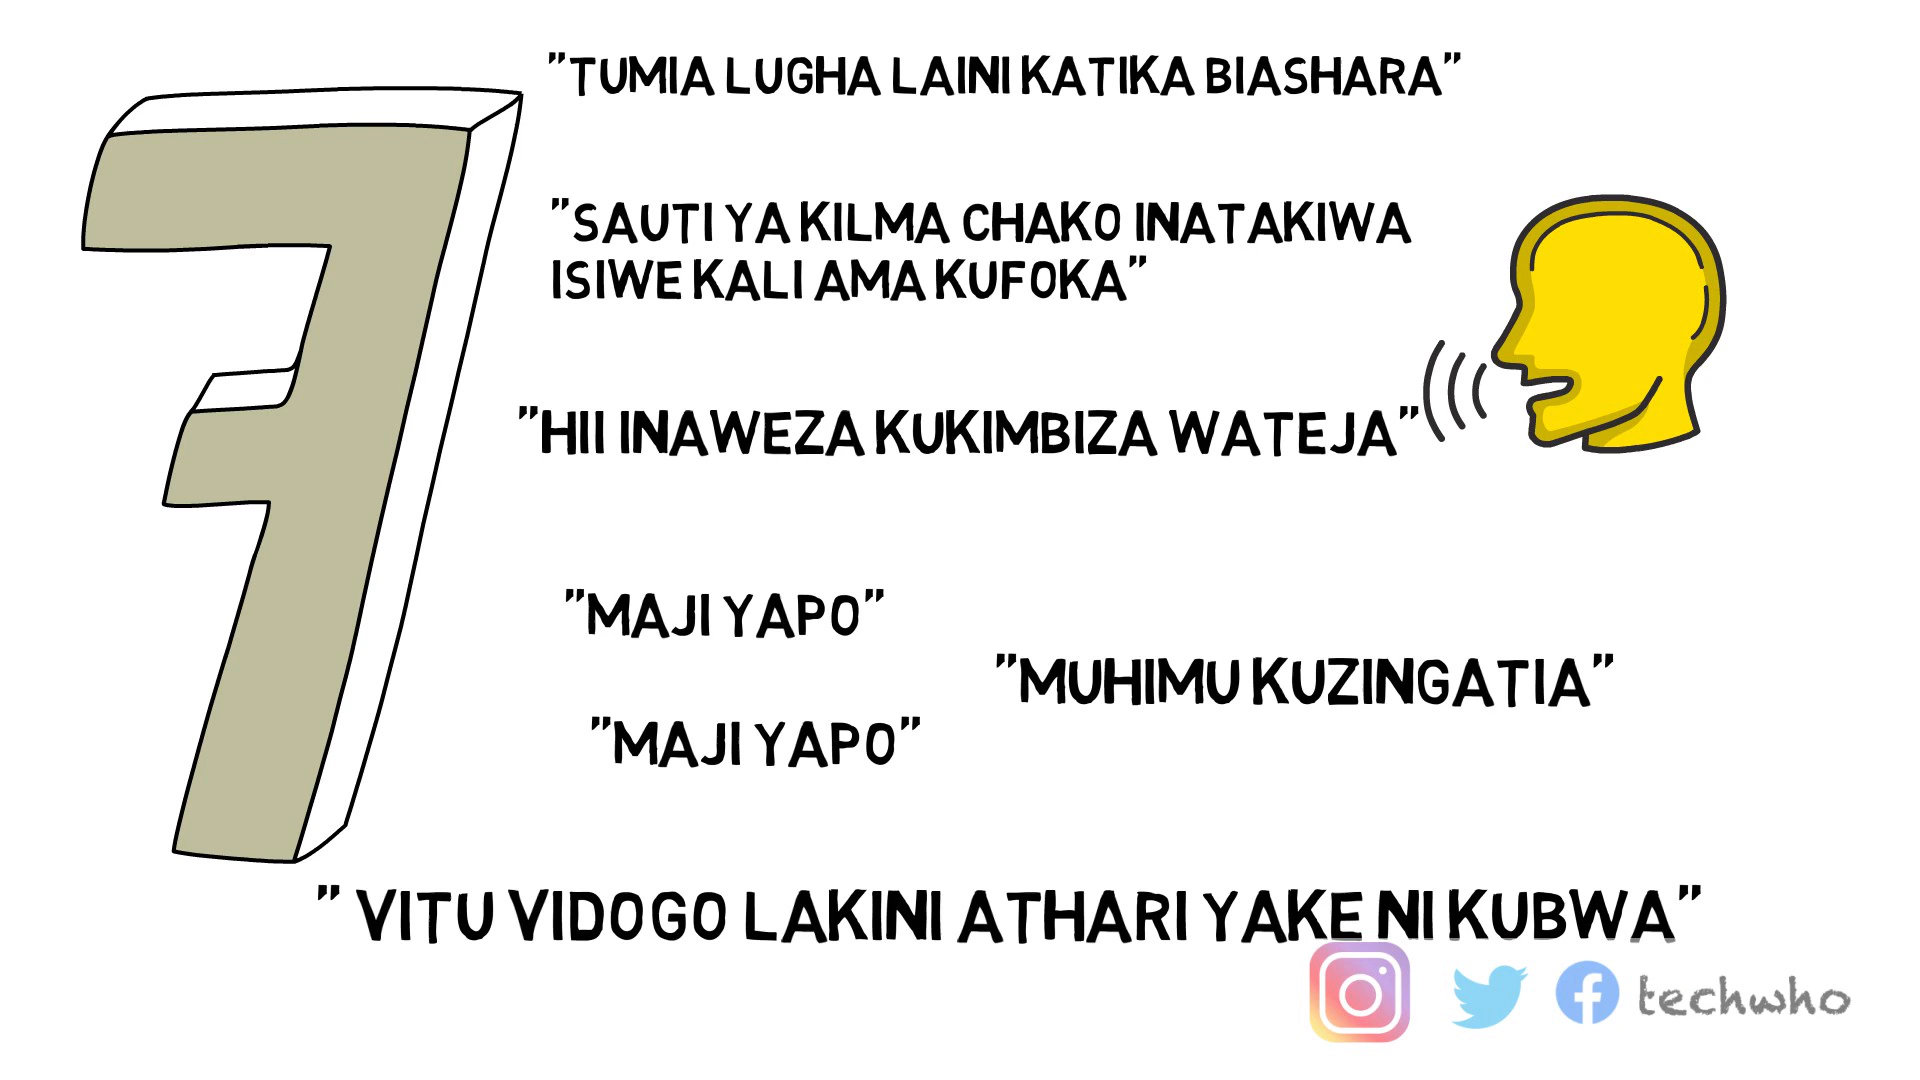 7
"TUMIA LUGHA LAINI KATIKA BIASHARA"
"SAUTI YA KILMA CHAKO INATAKIWA
ISIWE KALI AMA KUFOKA"
"HII INAWEZA KUKIMBIZA WATEJA"
"MAJI YAPO"
"MUHIMU KUZINGATIA"
"MAJI YAPO"
" VITU VIDOGO LAKINI ATHARI YAKE NI KUBWA"
techwho